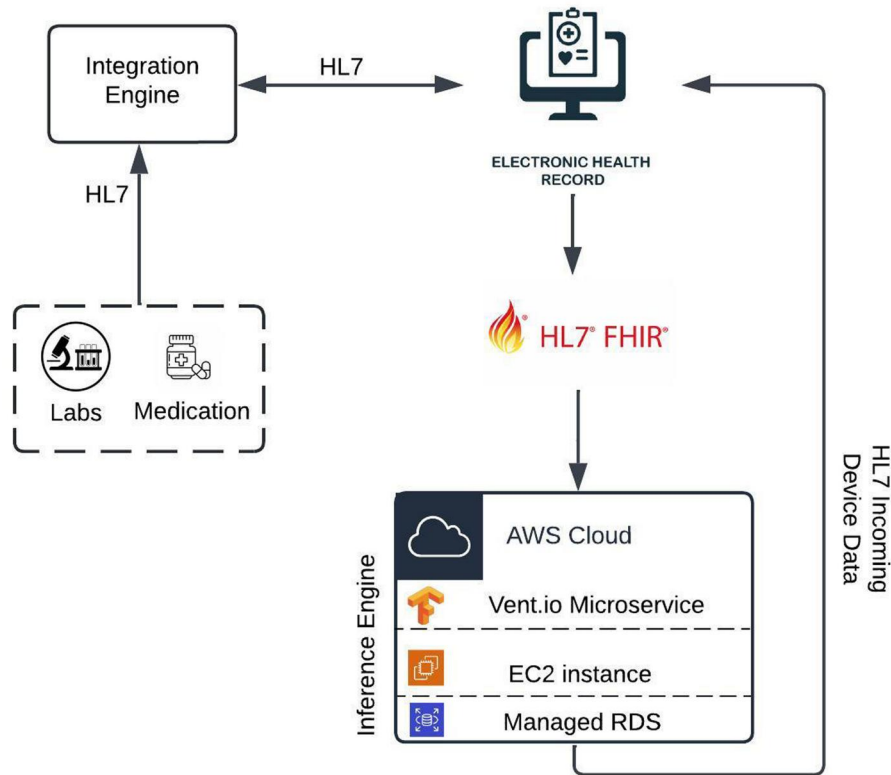 Integration
Engine
HL7
ELECTRONIC HEALTH
RECORD
HL7
Labs
Medication
HL7® FHIR®
Inference Engine
AWS Cloud
Vent.io Microservice
EC2 instance
Managed RDS
HL7 Incoming
Device Data